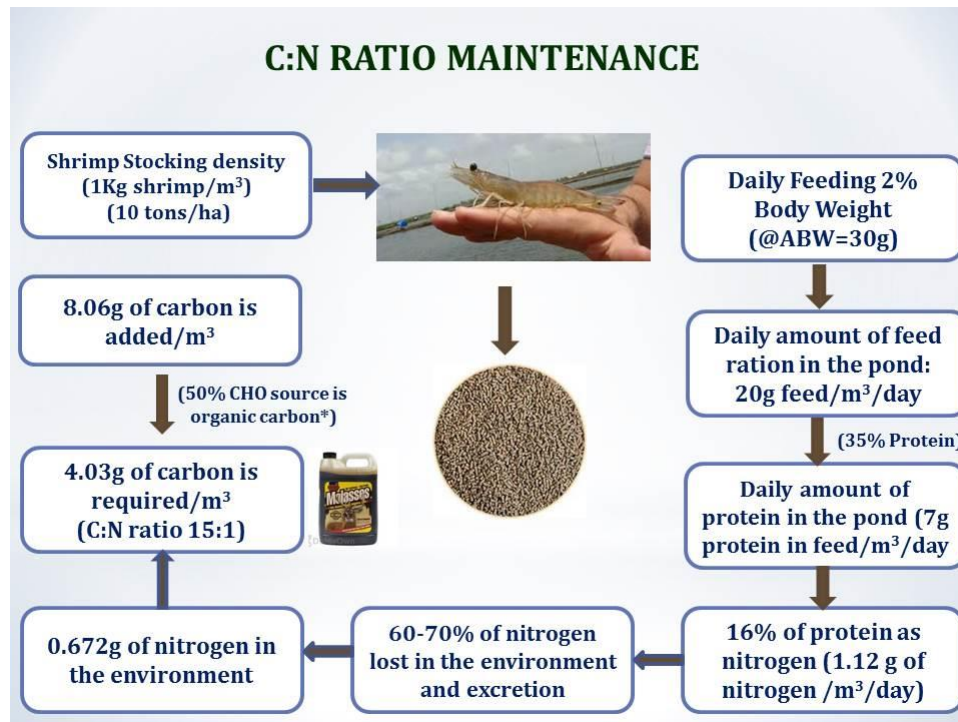 C:N RATIO MAINTENANCE
Shrimp Stocking density
(1Kg shrimp/m³)
(10 tons/ha)
Daily Feeding 2%
Body Weight
(@ABW=30g)
8.06g of carbon is
added/m³
Daily amount of feed
ration in the pond:
20g feed/m³/day
(50% CHO source is
organic carbon*)
(35% Protein)
4.03g of carbon is
required/m³
(C:N ratio 15:1)
Molasses
Daily amount of
protein in the pond (7g
protein in feed/m³/day
0.672g of nitrogen in
the environment
60-70% of nitrogen
lost in the environment
and excretion
16% of protein as
nitrogen (1.12 g of
nitrogen /m³/day)